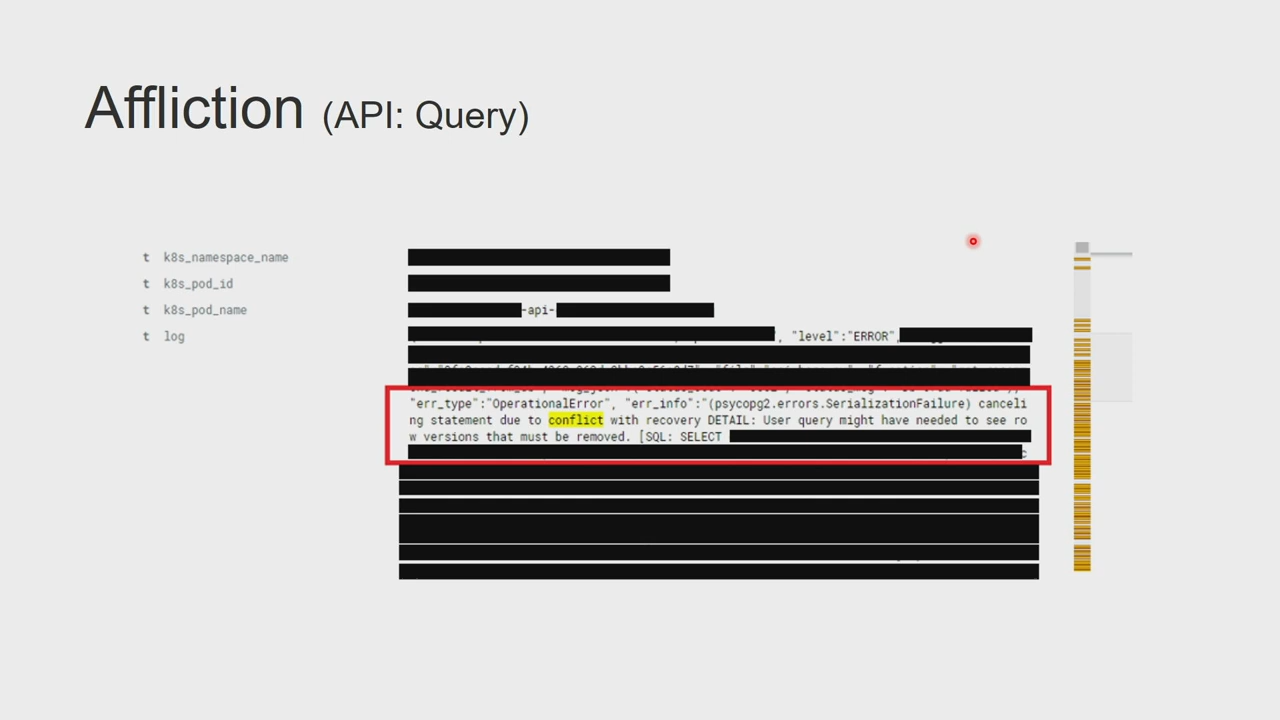 Affliction (API: Query)
t k8s_namespace_name
t k8s_pod_id
t k8s_pod_name -api-
t log , "level":"ERROR",
"err_type":"OperationalError", "err_info":"(psycopg2.errors.SerializationFailure) canceli
ng statement due to conflict with recovery DETAIL: User query might have needed to see ro
w versions that must be removed. [SQL: SELECT
c